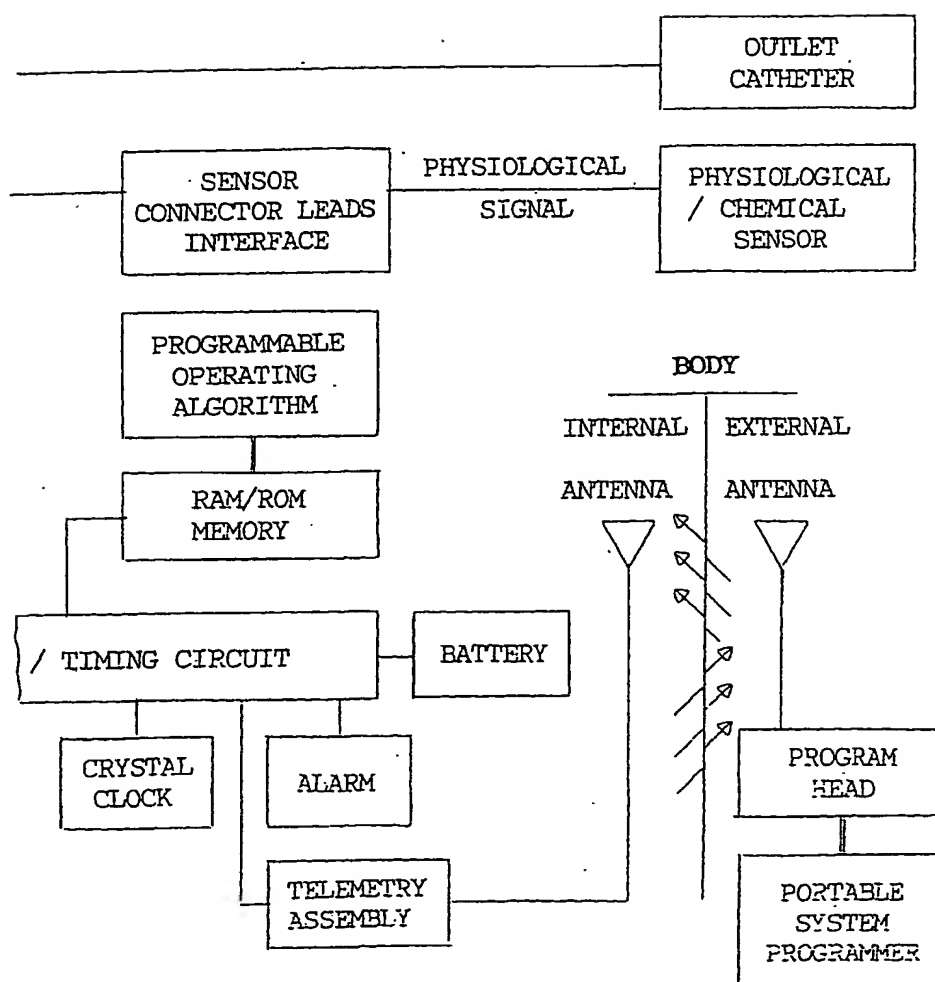 OUTLET
CATHETER
SENSOR
CONNECTOR LEADS
INTERFACE
PHYSIOLOGICAL
SIGNAL
PHYSIOLOGICAL
/ CHEMICAL
SENSOR
PROGRAMMABLE
OPERATING
ALGORITHM
BODY
INTERNAL
EXTERNAL
RAM/ROM
MEMORY
ANTENNA
ANTENNA
/ TIMING CIRCUIT
BATTERY
CRYSTAL
CLOCK
ALARM
PROGRAM
HEAD
TELEMETRY
ASSEMBLY
PORTABLE
SYSTEM
PROGRAMMER